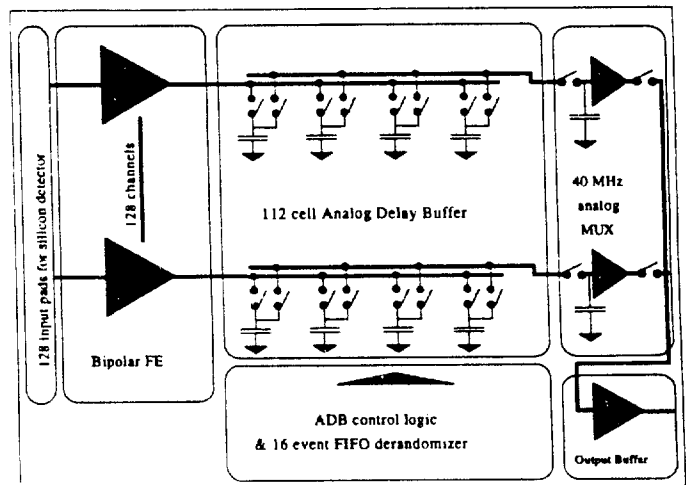 128 input pads for silicon detector
128 channels
Bipolar FE
112 cell Analog Delay Buffer
40 MHz
analog
MUX
ADB control logic
& 16 event FIFO derandomizer
Output Buffer